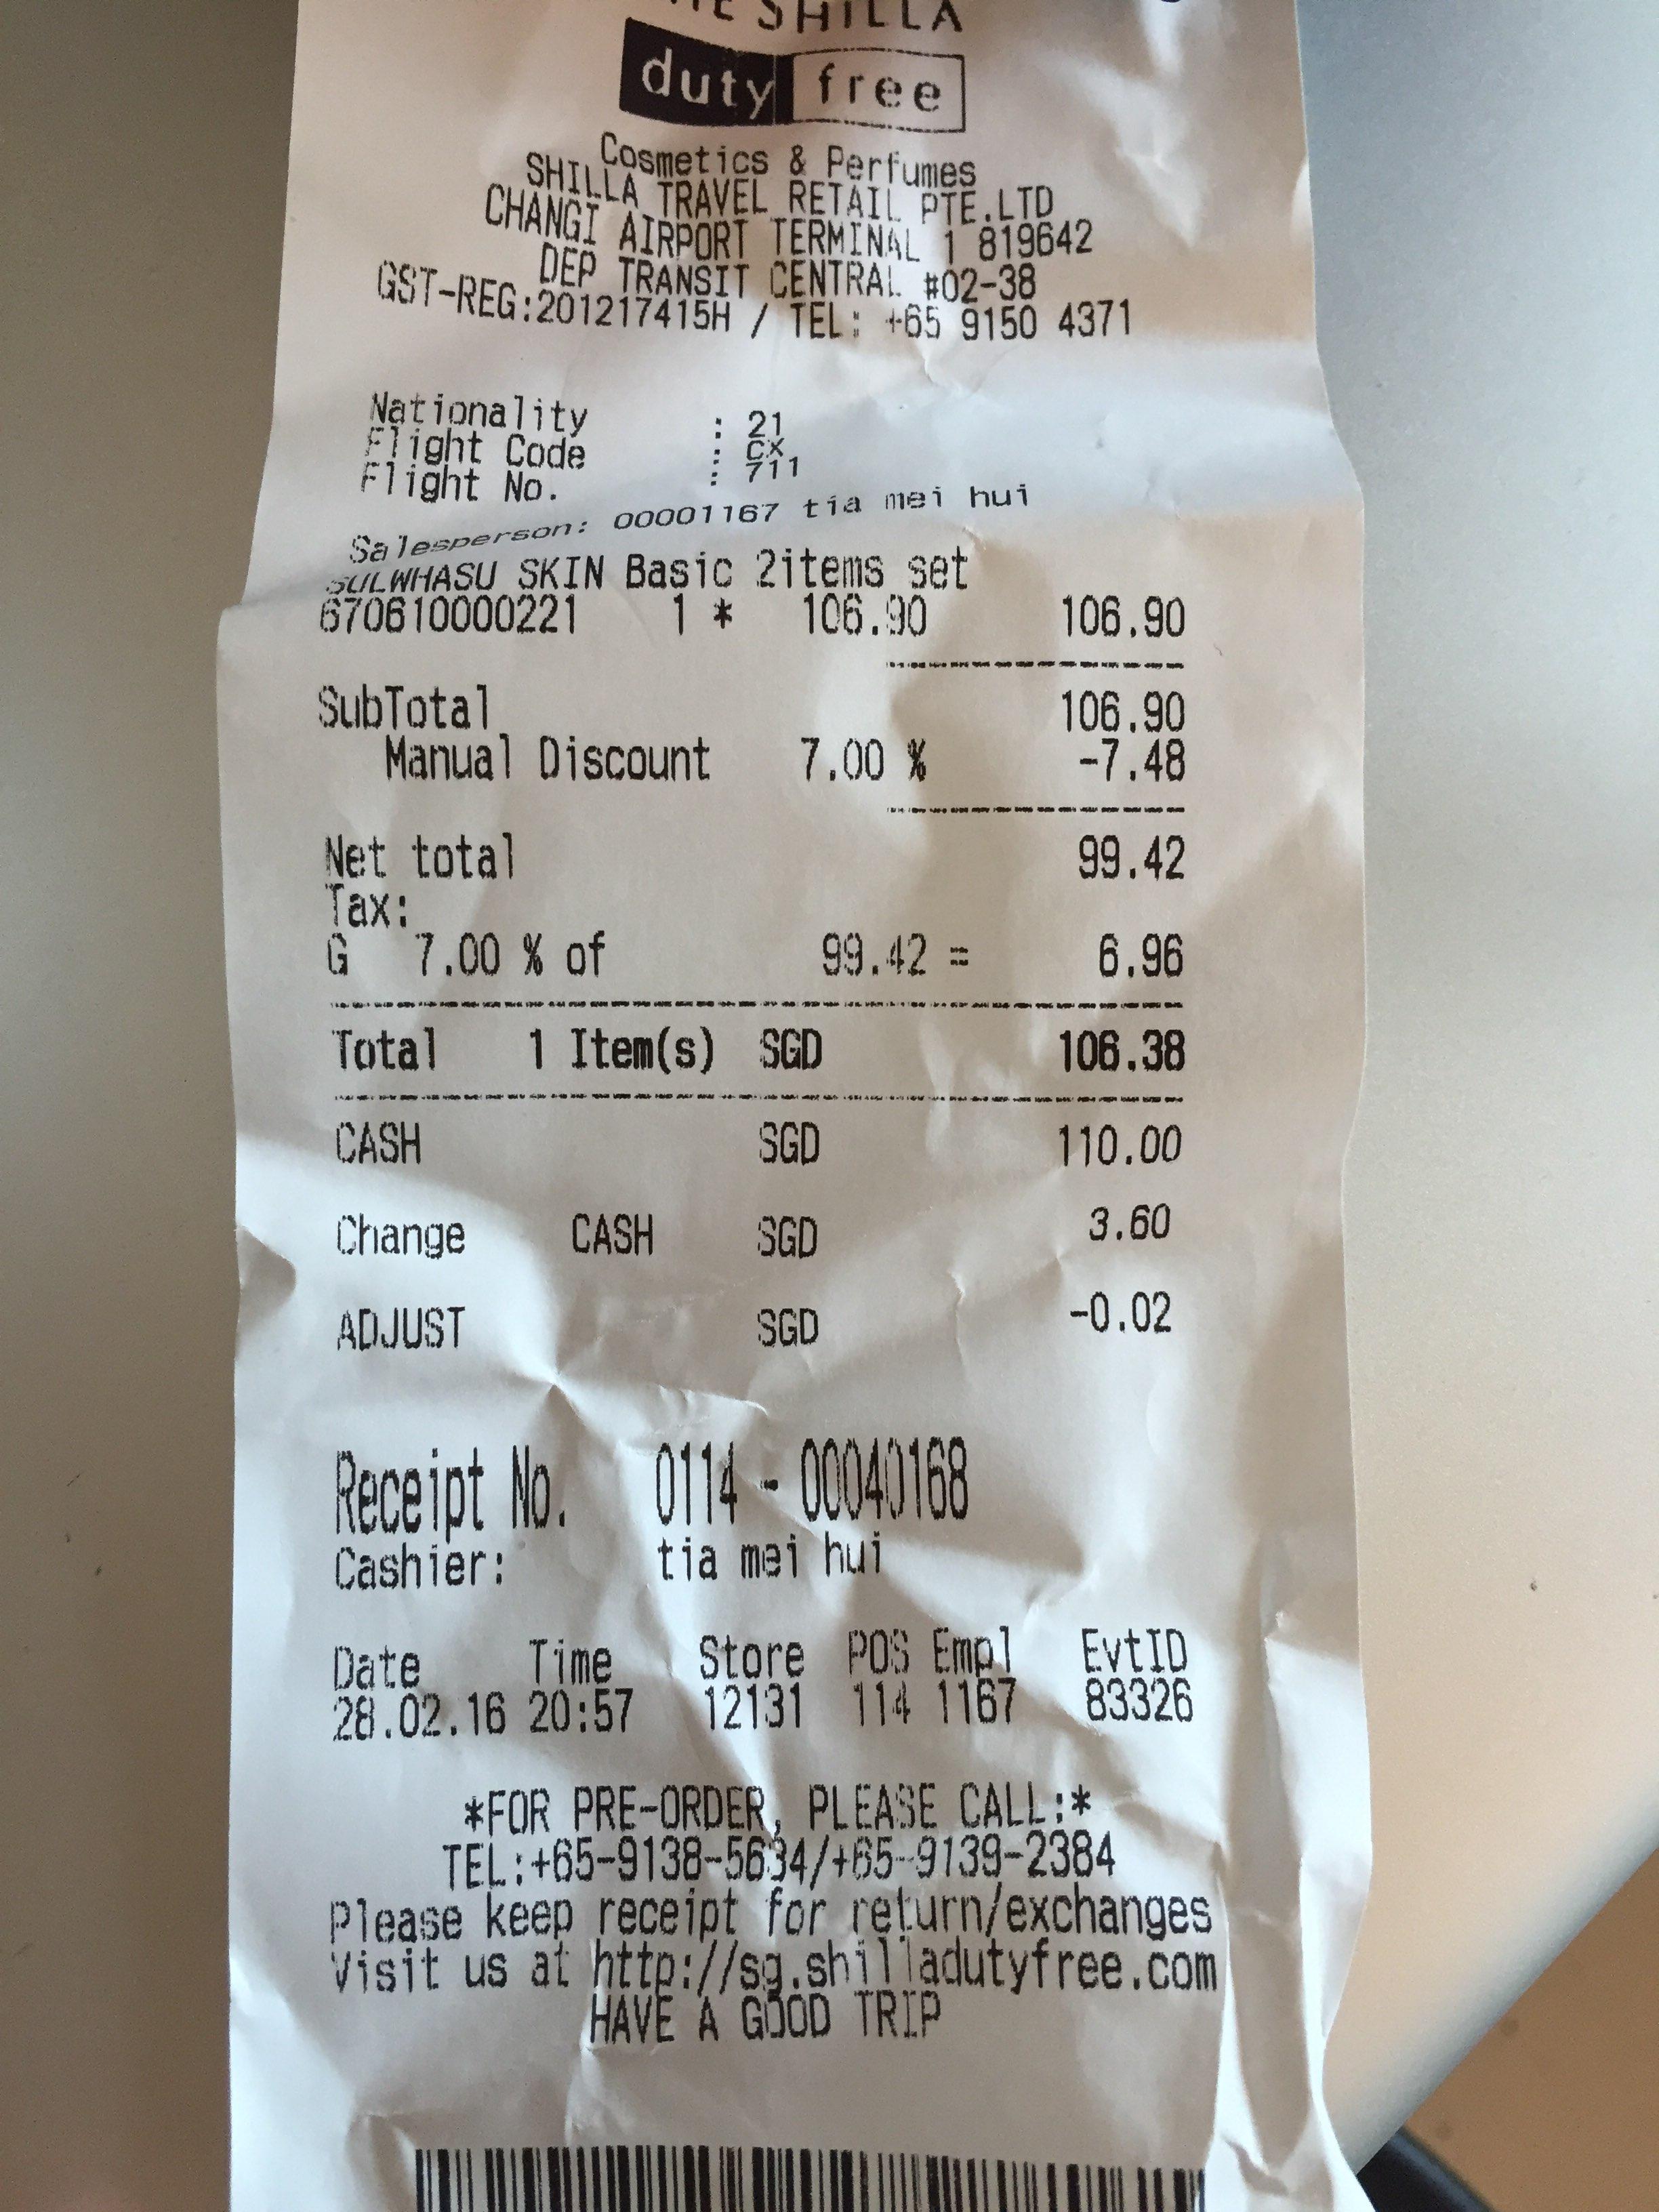 THE SHILLA
duty free
Cosmetics & Perfumes
SHILLA TRAVEL RETAIL PTE.LTD
CHANGI AIRPORT TERMINAL 1 819642
DEP TRANSIT CENTRAL #02-38
GST-REG:201217415H / TEL: +65 9150 4371
Nationality : 21
Flight Code : CX
Flight No. : 711
Salesperson: 00001167 tia mei hui
SULWHASU SKIN Basic 2items set
670610000221 1 * 106.90 106.90
SubTotal 106.90
Manual Discount 7.00 % -7.48
Net total 99.42
Tax:
G 7.00 % of 99.42 = 6.96
Total 1 Item(s) SGD 106.38
CASH SGD 110.00
Change CASH SGD 3.60
ADJUST SGD -0.02
Receipt No. 0114 - 00040168
Cashier: tia mei hui
Date Time Store POS Empl EvtID
28.02.16 20:57 12131 114 1167 83326
*FOR PRE-ORDER, PLEASE CALL:*
TEL:+65-9138-5634/+65-9139-2384
Please keep receipt for return/exchanges
Visit us at http://sg.shilladutyfree.com
HAVE A GOOD TRIP